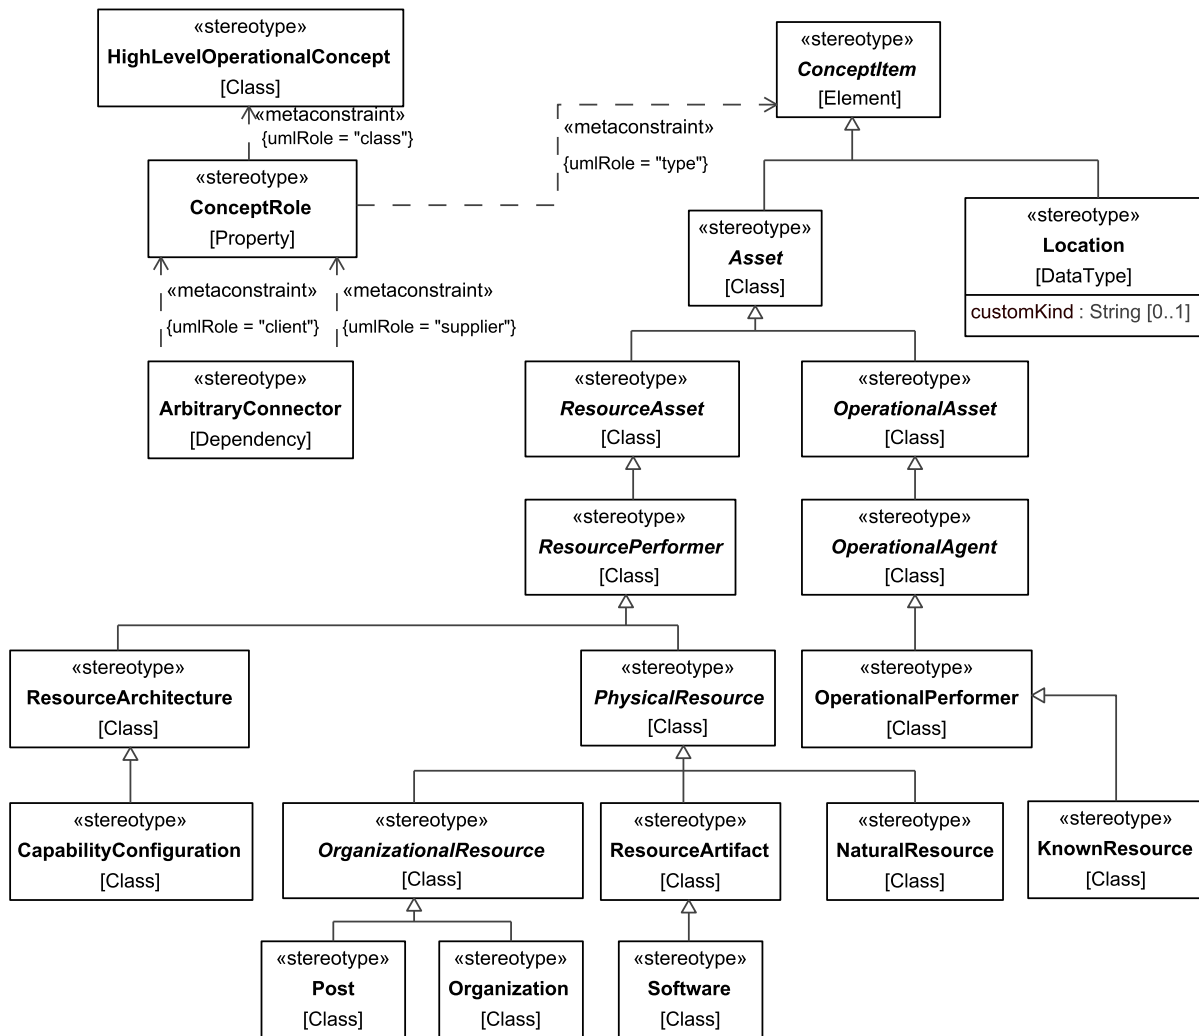 «stereotype»
HighLevelOperationalConcept
[Class]
«stereotype»
ConceptItem
[Element]
«metaconstraint»
{umlRole = "class"}
«metaconstraint»
{umlRole = "type"}
«stereotype»
ConceptRole
[Property]
«stereotype»
Asset
[Class]
«stereotype»
Location
[DataType]
customKind : String [0..1]
«metaconstraint»
{umlRole = "client"}
«metaconstraint»
{umlRole = "supplier"}
«stereotype»
ArbitraryConnector
[Dependency]
«stereotype»
ResourceAsset
[Class]
«stereotype»
OperationalAsset
[Class]
«stereotype»
ResourcePerformer
[Class]
«stereotype»
OperationalAgent
[Class]
«stereotype»
ResourceArchitecture
[Class]
«stereotype»
PhysicalResource
[Class]
«stereotype»
OperationalPerformer
[Class]
«stereotype»
CapabilityConfiguration
[Class]
«stereotype»
OrganizationalResource
[Class]
«stereotype»
ResourceArtifact
[Class]
«stereotype»
NaturalResource
[Class]
«stereotype»
KnownResource
[Class]
«stereotype»
Post
[Class]
«stereotype»
Organization
[Class]
«stereotype»
Software
[Class]